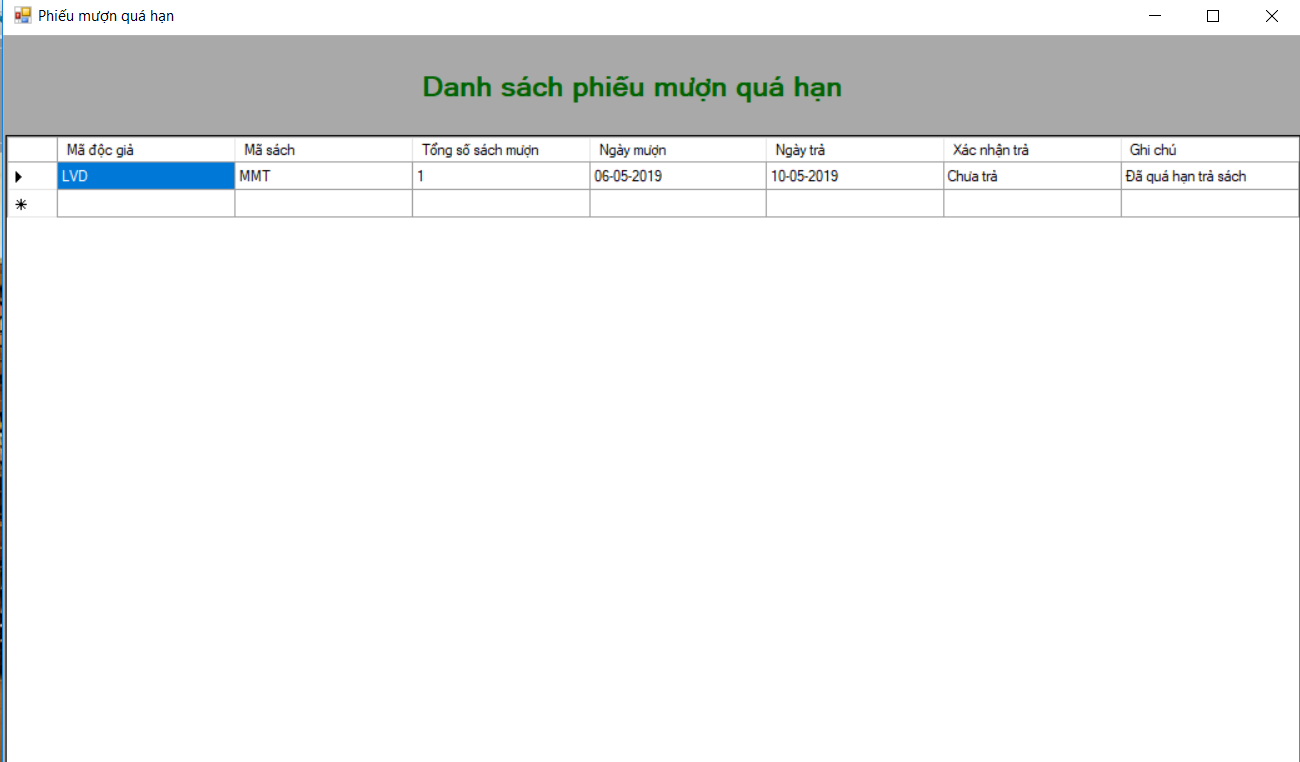 Phiếu mượn quá hạn
Danh sách phiếu mượn quá hạn
Mã độc giả Mã sách Tổng số sách mượn Ngày mượn Ngày trả Xác nhận trả Ghi chú
LVD MMT 1 06-05-2019 10-05-2019 Chưa trả Đã quá hạn trả sách